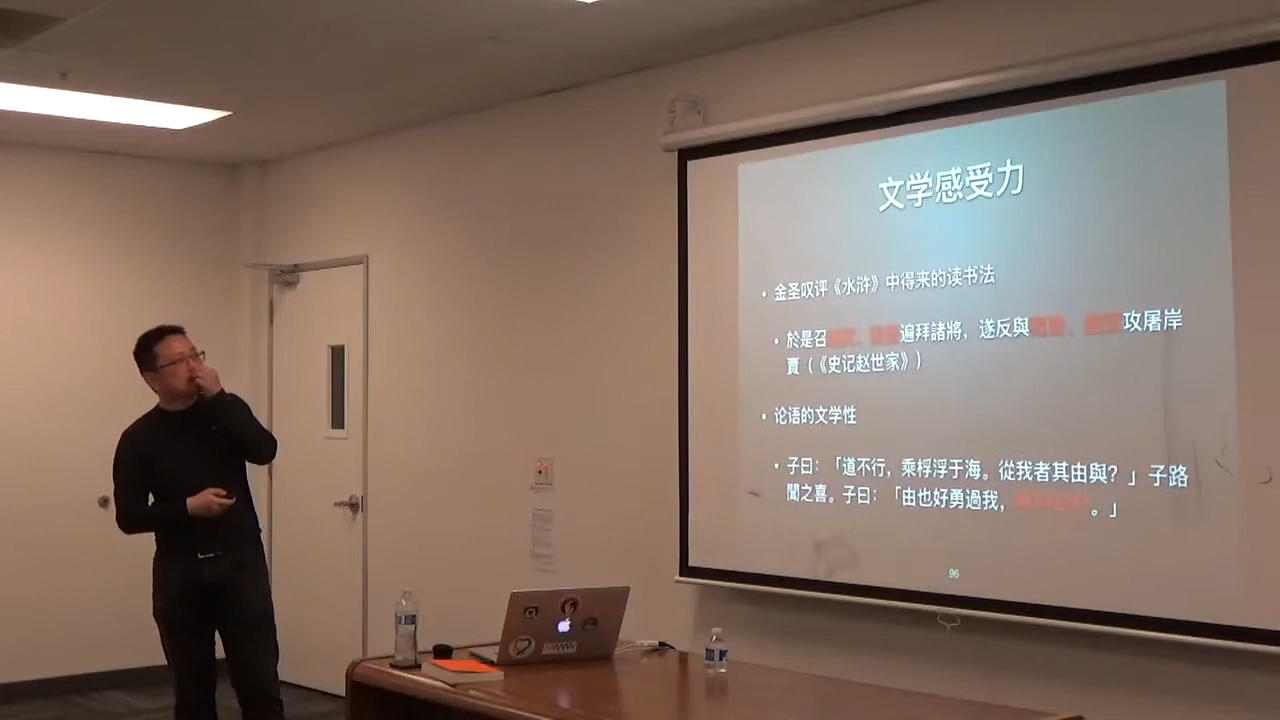 文学感受力
• 金圣叹评《水浒》中得来的读书法
• 於是召 遍拜諸將，遂反與 攻屠岸
賈（《史记赵世家》）
• 论语的文学性
• 子曰：「道不行，乘桴浮于海。從我者其由與？」子路
聞之喜。子曰：「由也好勇過我， 。」
96